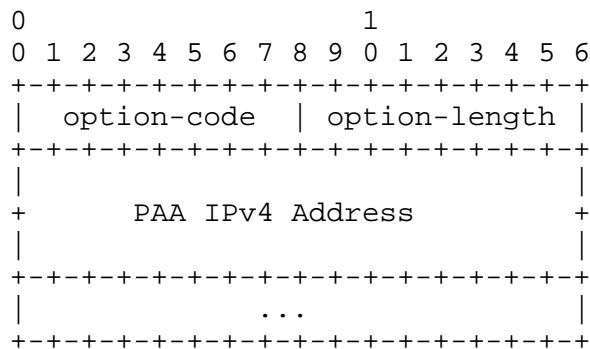 0                   1
0 1 2 3 4 5 6 7 8 9 0 1 2 3 4 5 6
+-+-+-+-+-+-+-+-+-+-+-+-+-+-+-+-+
|  option-code  | option-length |
+-+-+-+-+-+-+-+-+-+-+-+-+-+-+-+-+
|                               |
+       PAA IPv4 Address        +
|                               |
+-+-+-+-+-+-+-+-+-+-+-+-+-+-+-+-+
|              ...              |
+-+-+-+-+-+-+-+-+-+-+-+-+-+-+-+-+